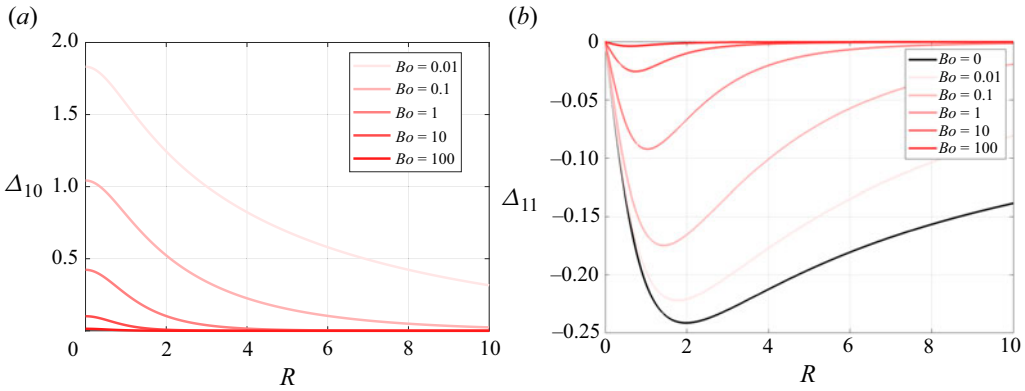 (a)
2.0
1.5
1.0
0.5
Δ10
0 2 4 6 8 10
R
Bo = 0.01
Bo = 0.1
Bo = 1
Bo = 10
Bo = 100
(b)
0
–0.05
–0.10
–0.15
–0.20
–0.25
Δ11
0 2 4 6 8 10
R
Bo = 0
Bo = 0.01
Bo = 0.1
Bo = 1
Bo = 10
Bo = 100